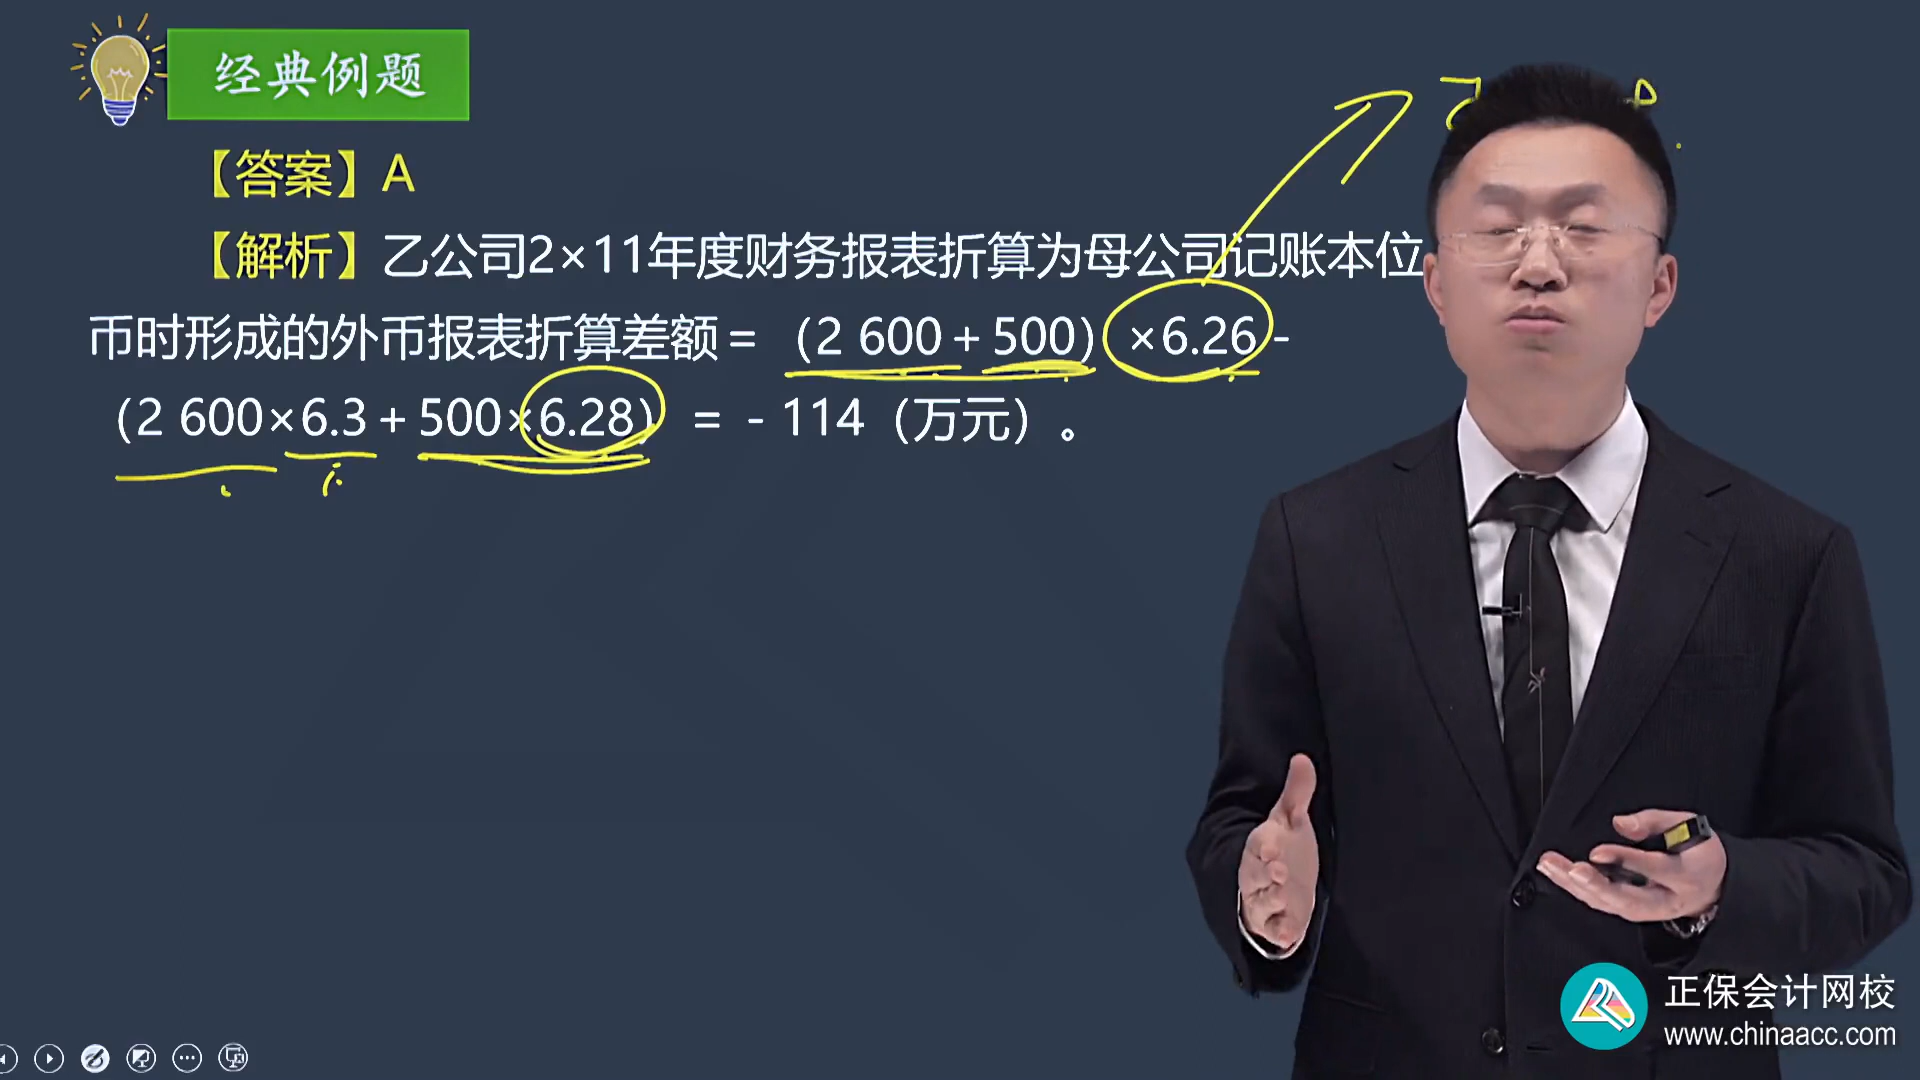 经典例题
【答案】A
【解析】乙公司2×11年度财务报表折算为母公司记账本位
币时形成的外币报表折算差额＝（2 600＋500）×6.26－
（2 600×6.3＋500×6.28）＝－114（万元）。
正保会计网校
www.chinaacc.com